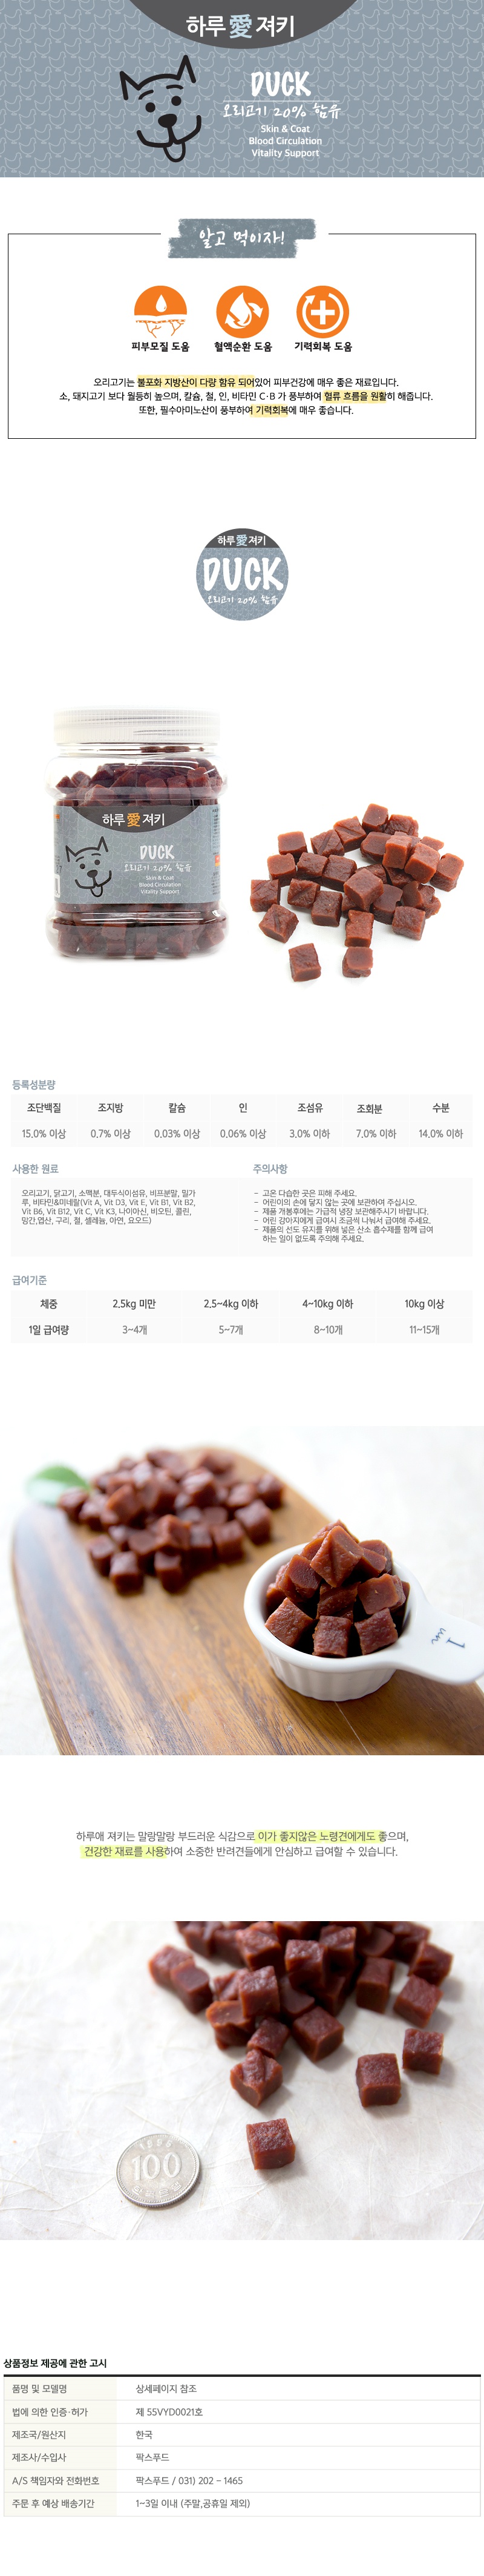 하루 愛 져키
DUCK
오리고기 20% 함유
Skin & Coat
Blood Circulation
Vitality Support
알고 먹이자!
피부모질 도움
혈액순환 도움
기력회복 도움
오리고기는 불포화 지방산이 다량 함유 되어있어 피부건강에 매우 좋은 재료입니다.
소, 돼지고기 보다 월등히 높으며, 칼슘, 철, 인, 비타민 C·B 가 풍부하여 혈류 흐름을 원활히 해줍니다.
또한, 필수아미노산이 풍부하여 기력회복에 매우 좋습니다.
하루 愛 져키
DUCK
오리고기 20% 함유
하루 愛 져키
DUCK
오리고기 20% 함유
Skin & Coat
Blood Circulation
Vitality Support
등록성분량
조단백질 조지방 칼슘 인 조섬유 조회분 수분
15.0% 이상 0.7% 이상 0.03% 이상 0.06% 이상 3.0% 이하 7.0% 이하 14.0% 이하
사용한 원료
오리고기, 닭고기, 소맥분, 대두식이섬유, 비프분말, 밀가
루, 비타민&미네랄(Vit A, Vit D3, Vit E, Vit B1, Vit B2,
Vit B6, Vit B12, Vit C, Vit K3, 나이아신, 비오틴, 콜린,
망간,엽산, 구리, 철, 셀레늄, 아연, 요오드)
주의사항
- 고온 다습한 곳은 피해 주세요.
- 어린이의 손에 닿지 않는 곳에 보관하여 주십시오.
- 제품 개봉후에는 가급적 냉장 보관해주시기 바랍니다.
- 어린 강아지에게 급여시 조금씩 나눠서 급여해 주세요.
- 제품의 선도 유지를 위해 넣은 산소 흡수제를 함께 급여
하는 일이 없도록 주의해 주세요.
급여기준
체중 2.5kg 미만 2.5~4kg 이하 4~10kg 이하 10kg 이상
1일 급여량 3~4개 5~7개 8~10개 11~15개
하루애 져키는 말랑말랑 부드러운 식감으로 이가 좋지않은 노령견에게도 좋으며,
건강한 재료를 사용하여 소중한 반려견들에게 안심하고 급여할 수 있습니다.
100
상품정보 제공에 관한 고시
품명 및 모델명 상세페이지 참조
법에 의한 인증·허가 제 55VYD0021호
제조국/원산지 한국
제조사/수입사 팍스푸드
A/S 책임자와 전화번호 팍스푸드 / 031) 202 - 1465
주문 후 예상 배송기간 1~3일 이내 (주말,공휴일 제외)